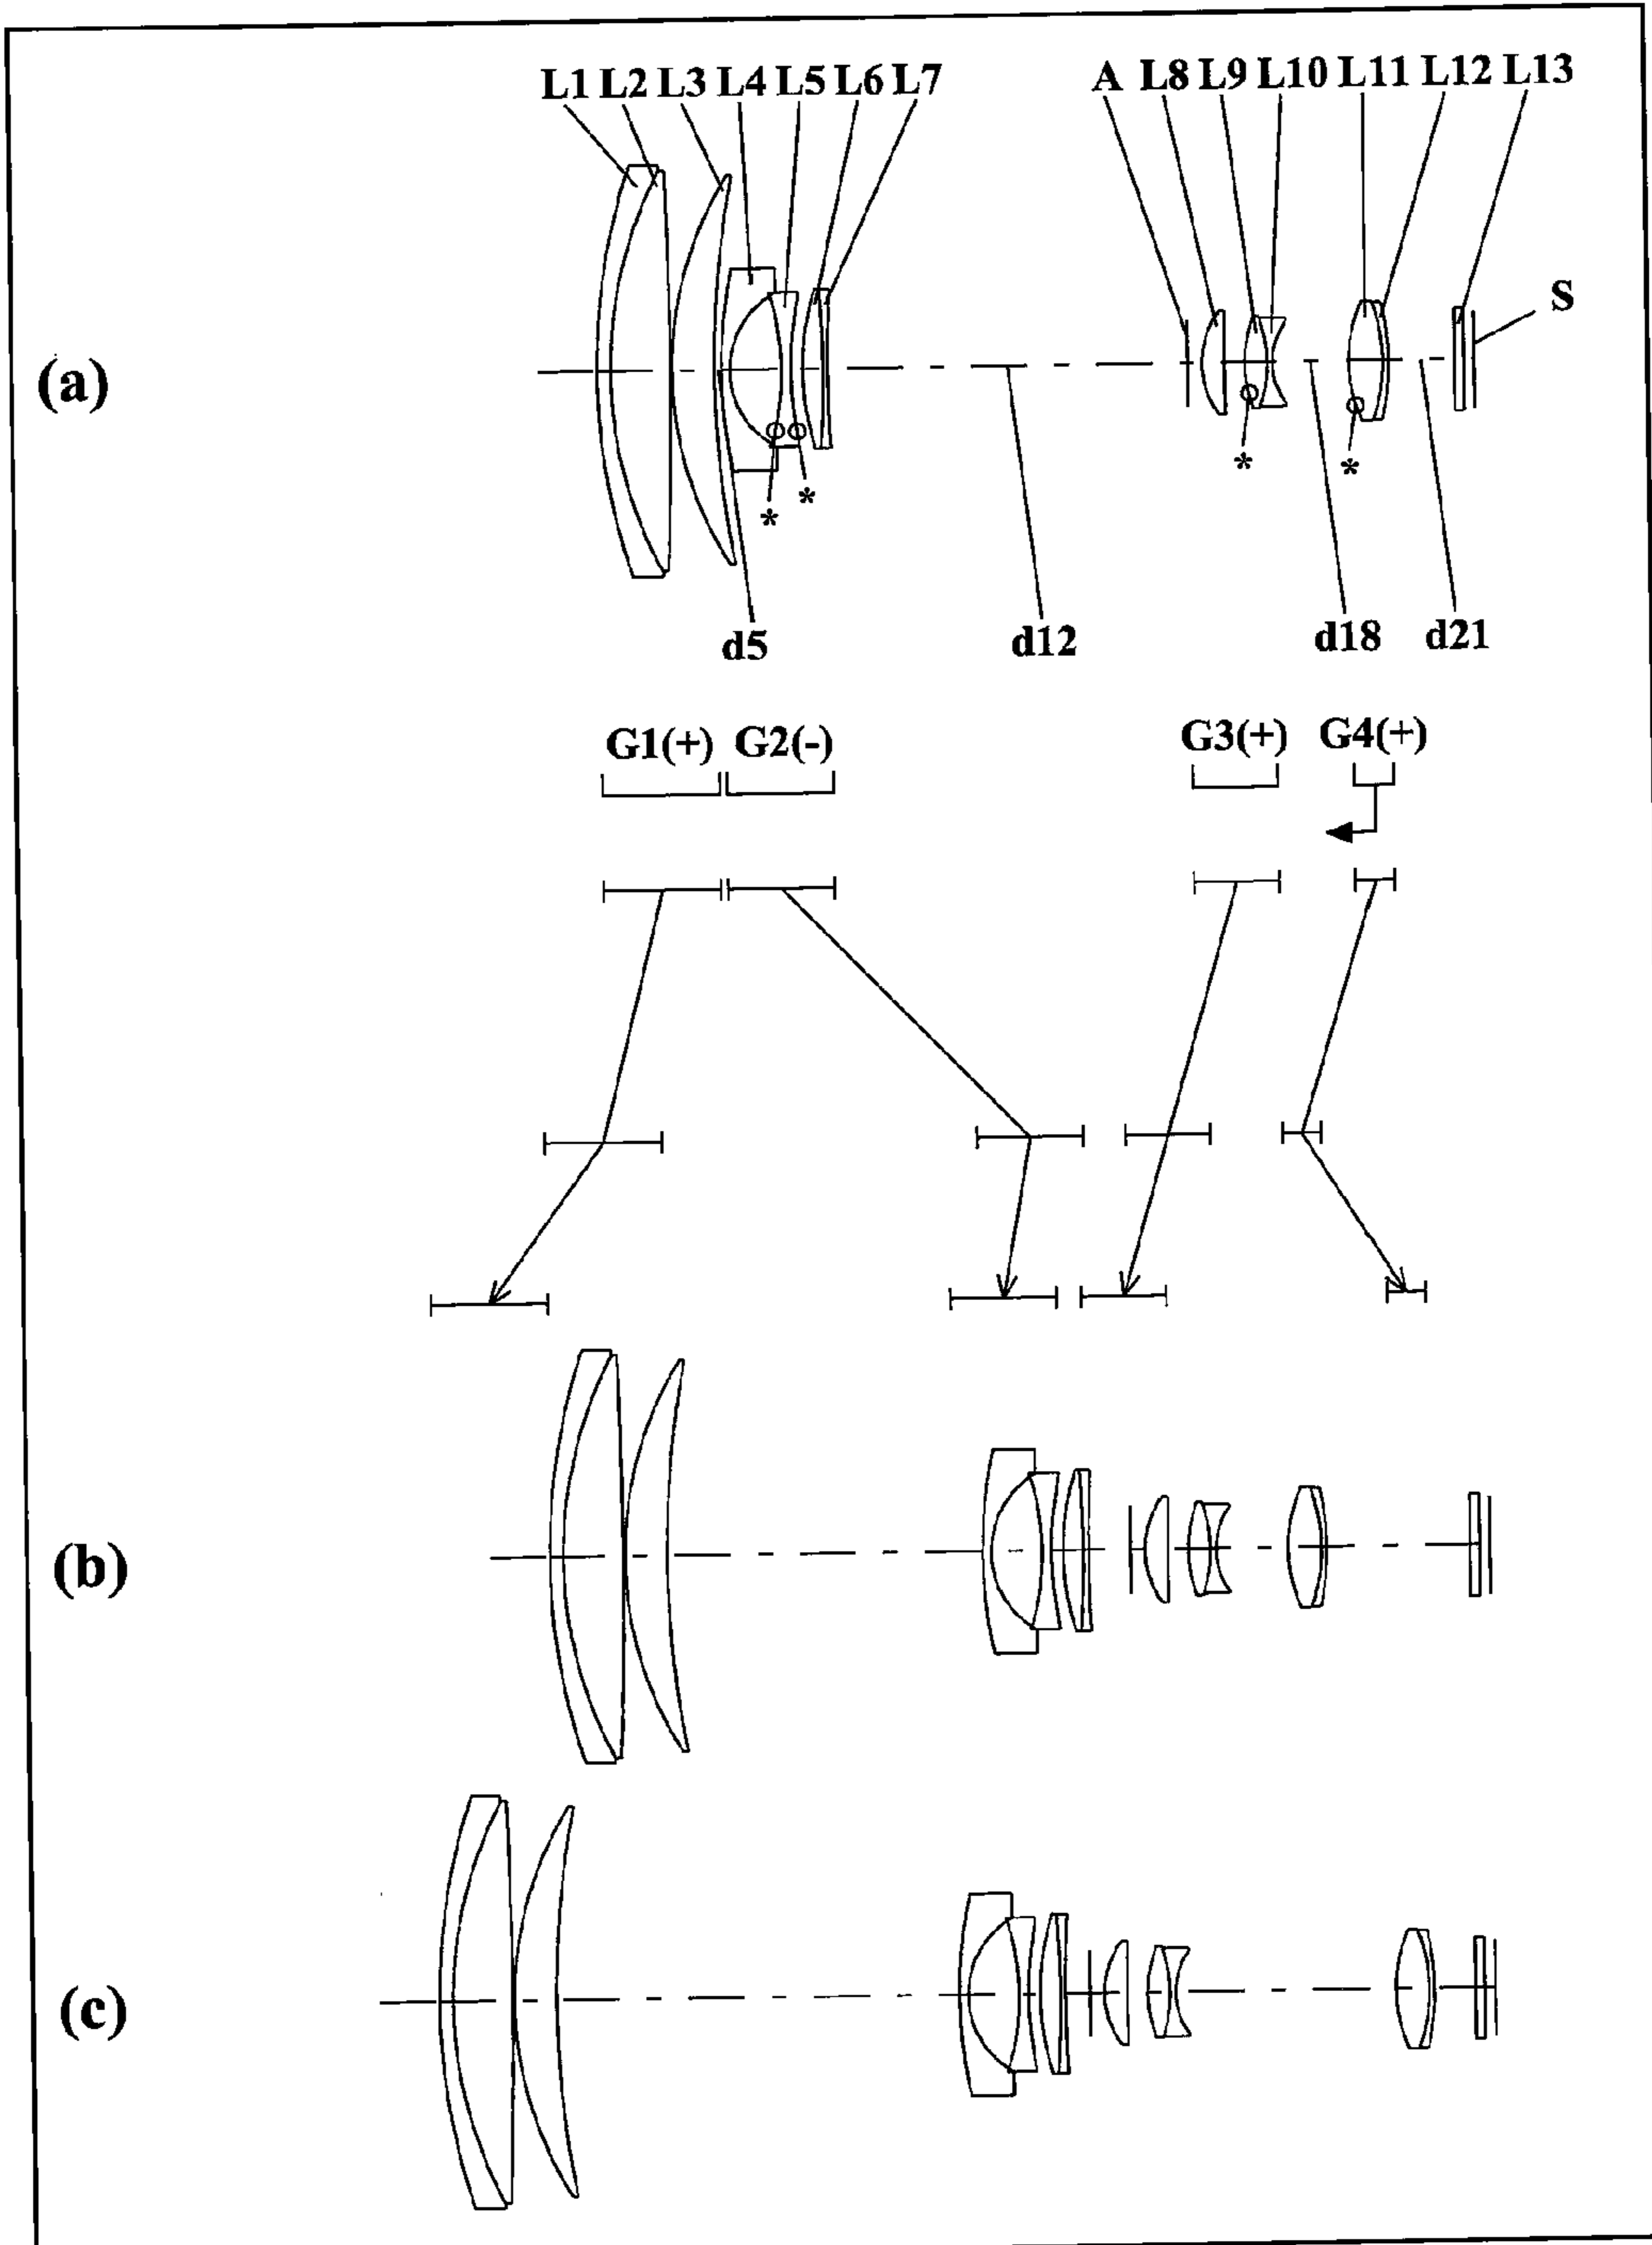 L1 L2 L3 L4 L5 L6 L7 A L8 L9 L10 L11 L12 L13
S
(a)
* * * *
d5 d12 d18 d21
G1(+) G2(-) G3(+) G4(+)
(b)
(c)